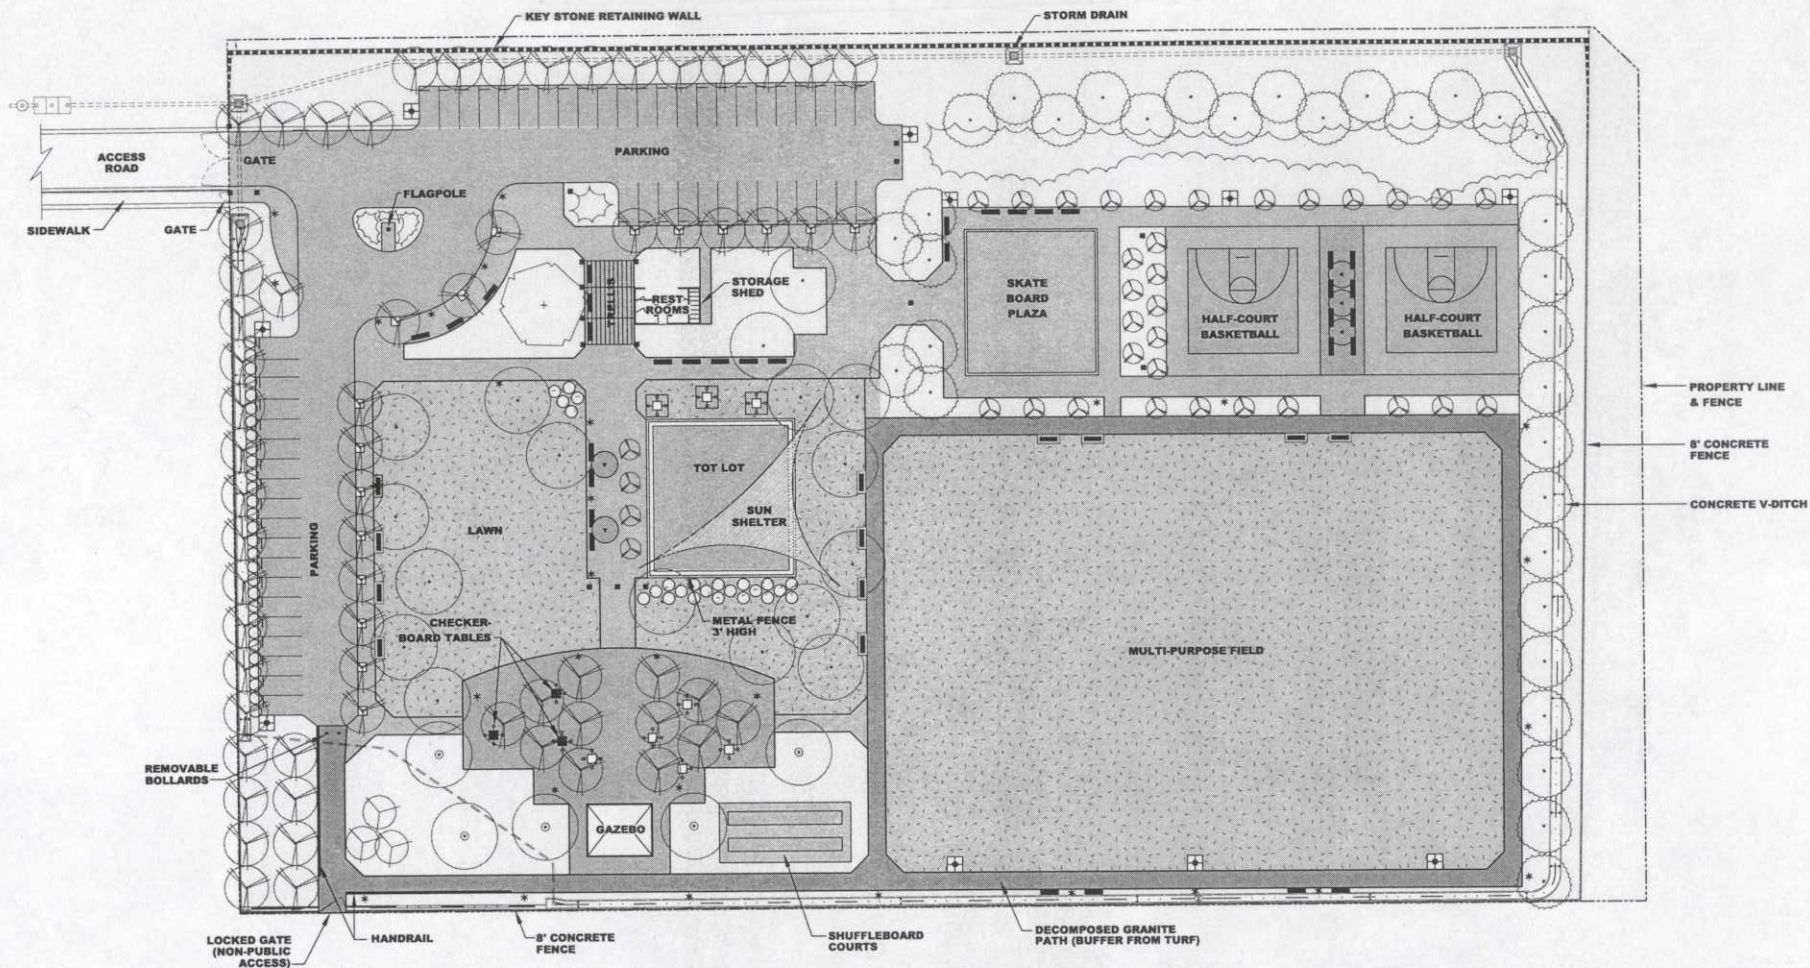 KEY STONE RETAINING WALL
STORM DRAIN
ACCESS
ROAD
GATE
PARKING
FLAGPOLE
SIDEWALK
GATE
TRELLIS
REST-
ROOMS
STORAGE
SHED
SKATE
BOARD
PLAZA
HALF-COURT
BASKETBALL
HALF-COURT
BASKETBALL
PROPERTY LINE
& FENCE
8' CONCRETE
FENCE
CONCRETE V-DITCH
TOT LOT
SUN
SHELTER
LAWN
PARKING
CHECKER-
BOARD TABLES
METAL FENCE
3' HIGH
MULTI-PURPOSE FIELD
REMOVABLE
BOLLARDS
GAZEBO
LOCKED GATE
(NON-PUBLIC
ACCESS)
HANDRAIL
8' CONCRETE
FENCE
SHUFFLEBOARD
COURTS
DECOMPOSED GRANITE
PATH (BUFFER FROM TURF)